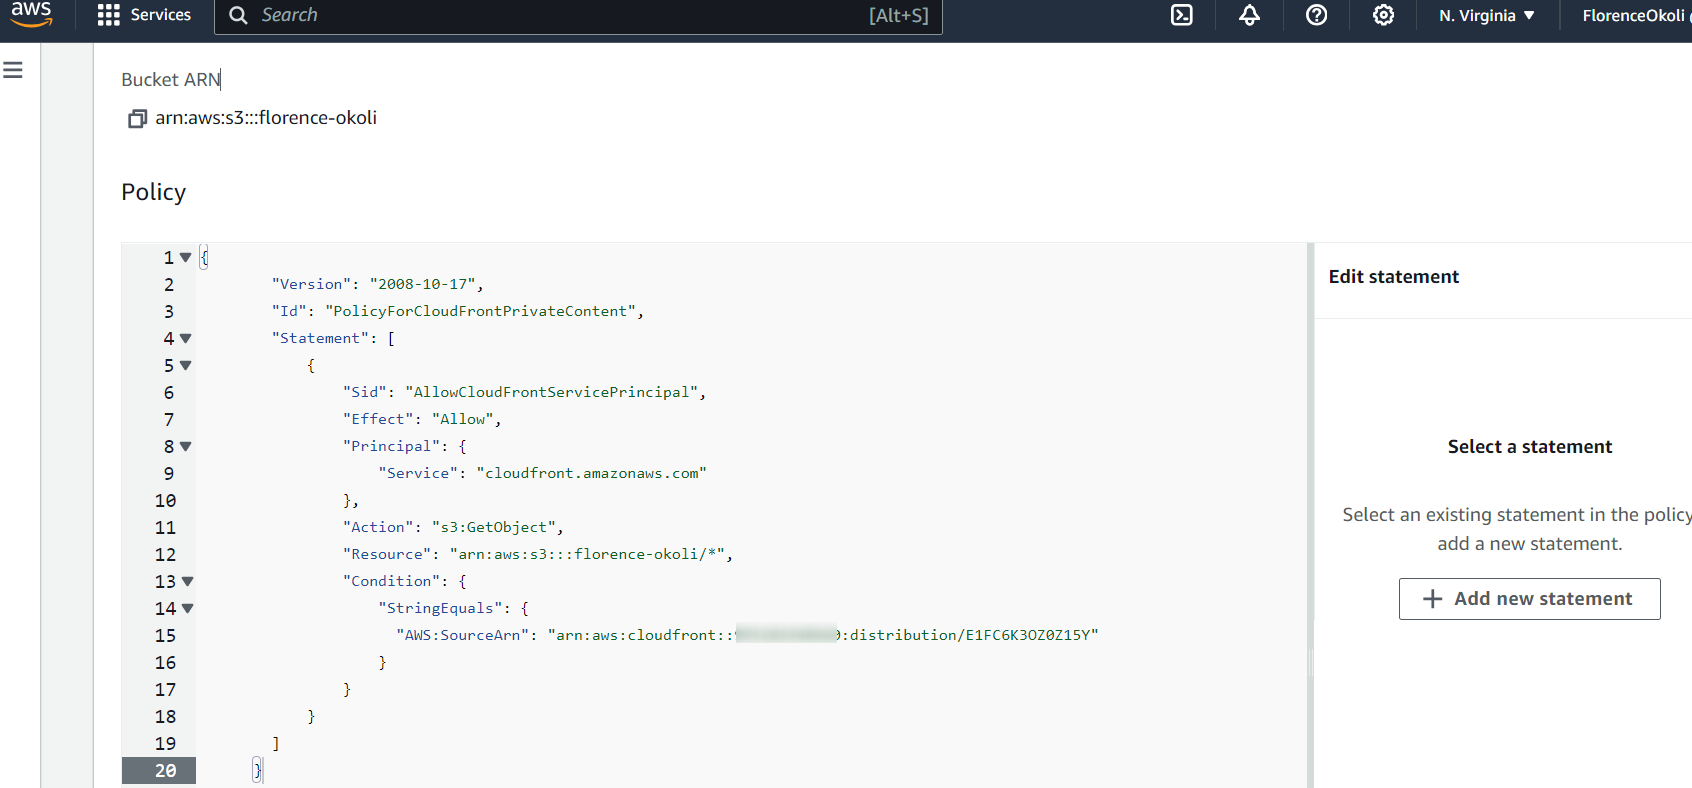 aws
Services
Search
[Alt+S]
N. Virginia
FlorenceOkoli
Bucket ARN
arn:aws:s3:::florence-okoli
Policy
1 {
2 "Version": "2008-10-17",
3 "Id": "PolicyForCloudFrontPrivateContent",
4 "Statement": [
5 {
6 "Sid": "AllowCloudFrontServicePrincipal",
7 "Effect": "Allow",
8 "Principal": {
9 "Service": "cloudfront.amazonaws.com"
10 },
11 "Action": "s3:GetObject",
12 "Resource": "arn:aws:s3:::florence-okoli/*",
13 "Condition": {
14 "StringEquals": {
15 "AWS:SourceArn": "arn:aws:cloudfront:: :distribution/E1FC6K3OZ0Z15Y"
16 }
17 }
18 }
19 ]
20 }
Edit statement
Select a statement
Select an existing statement in the policy
add a new statement.
+ Add new statement